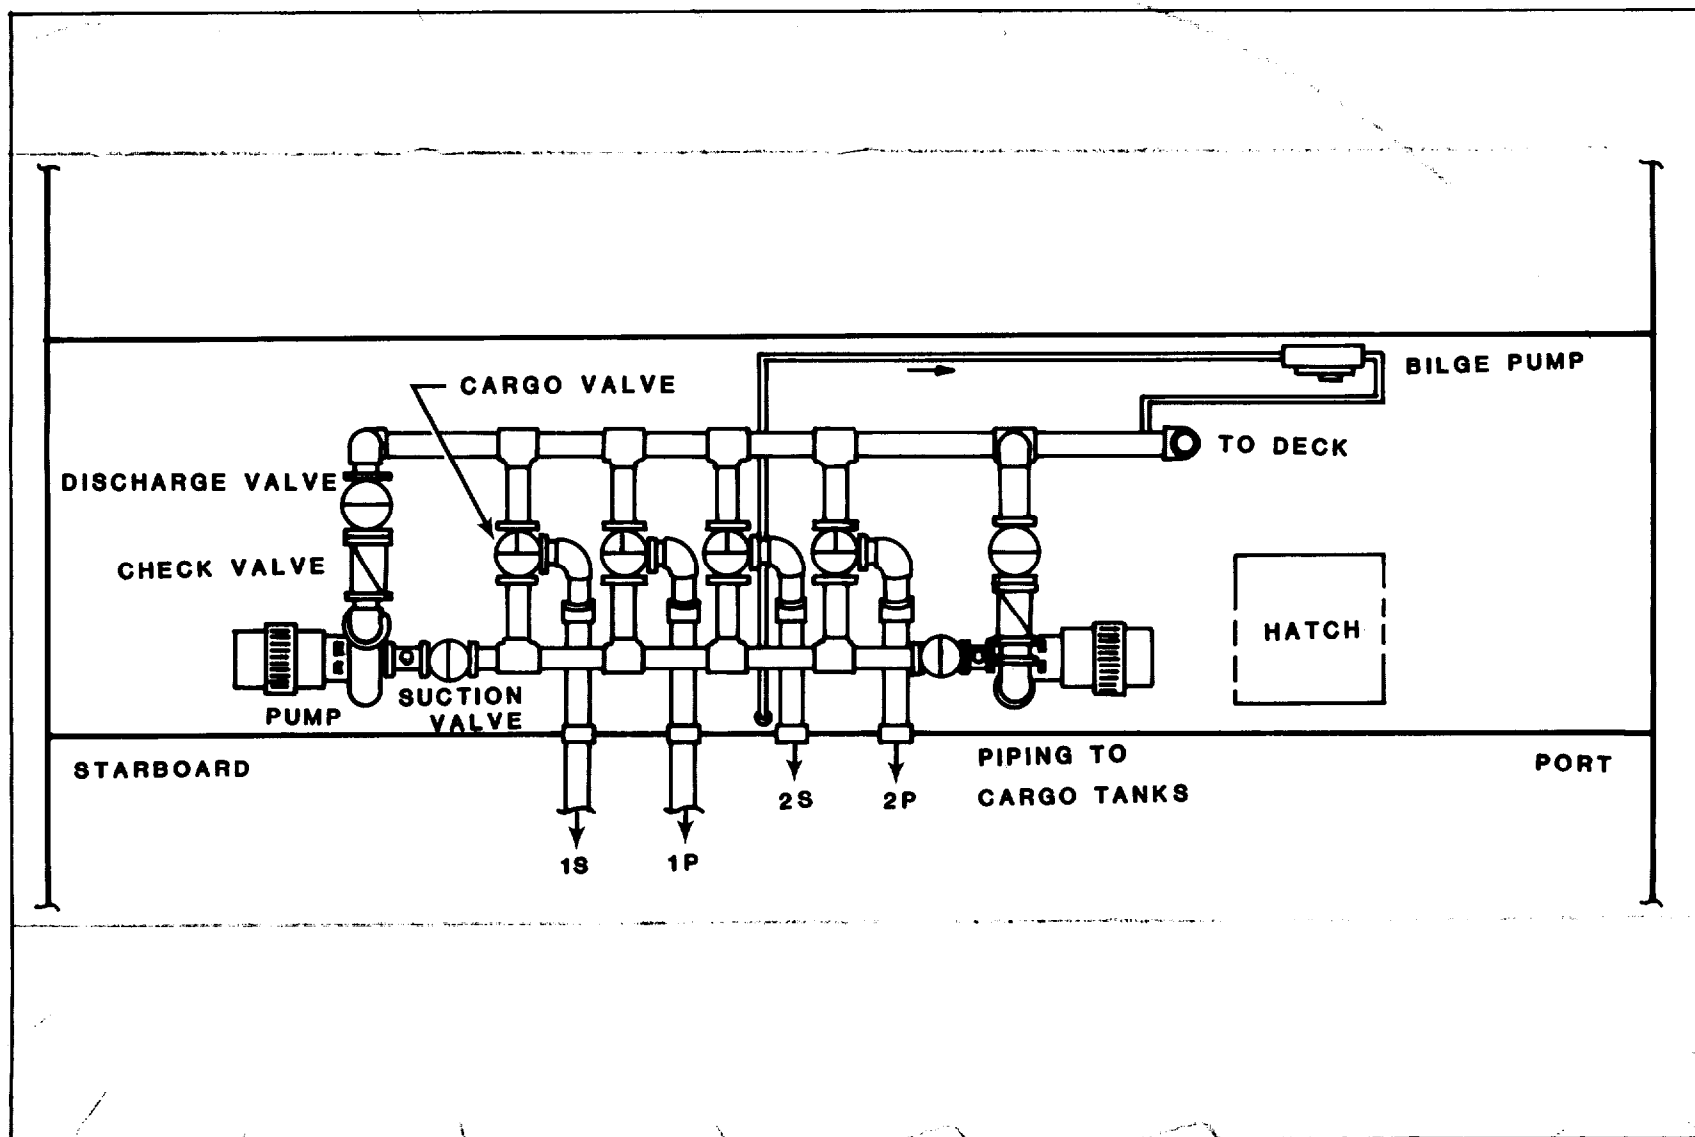 CARGO VALVE
BILGE PUMP
TO DECK
DISCHARGE VALVE
CHECK VALVE
HATCH
SUCTION
VALVE
PUMP
STARBOARD
PIPING TO
CARGO TANKS
PORT
2S
2P
1S
1P